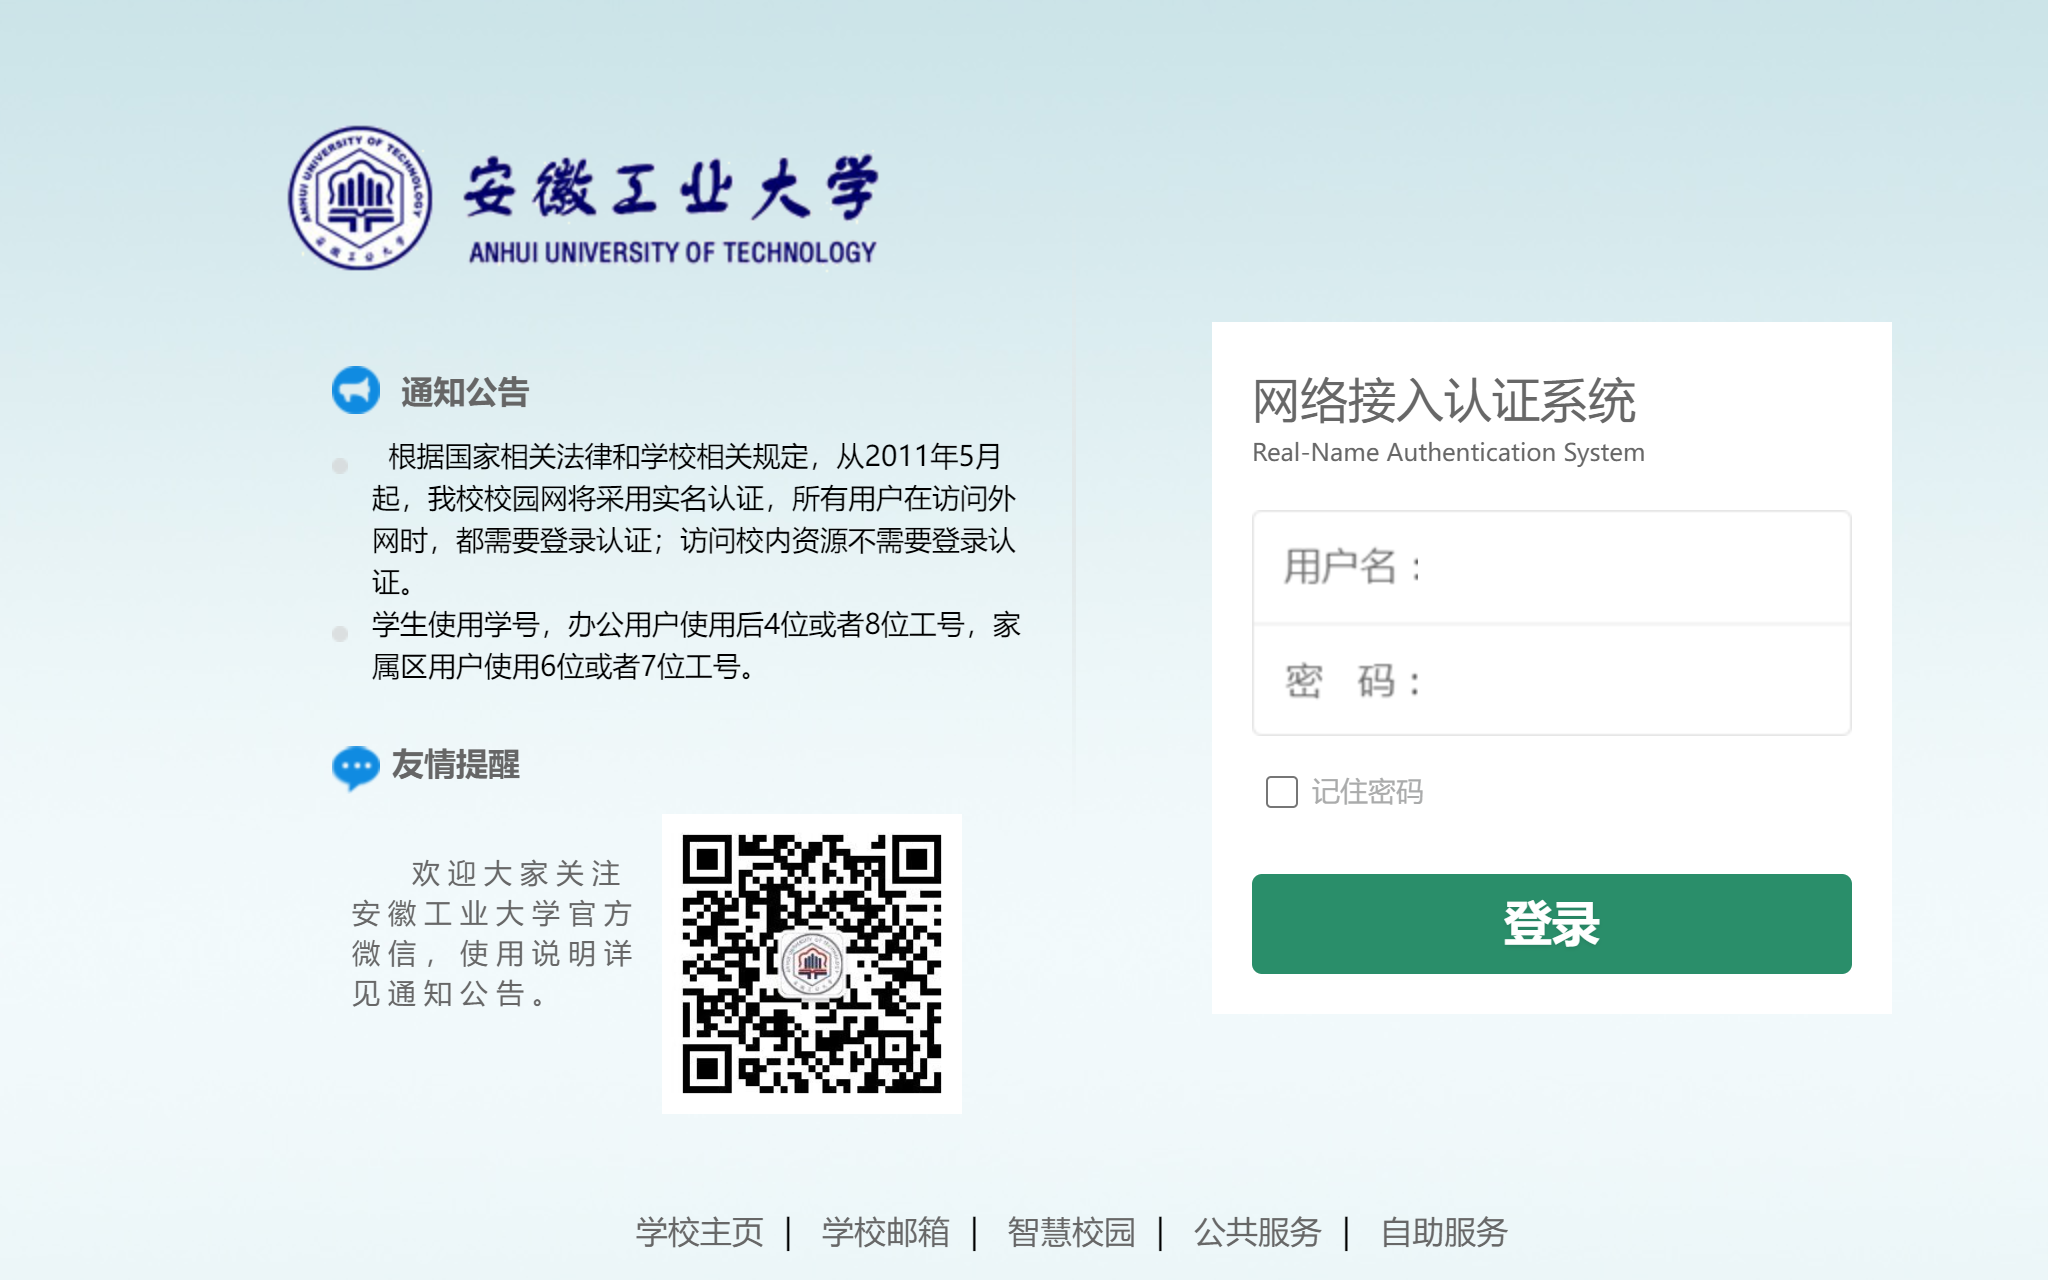 ANHUI UNIVERSITY OF TECHNOLOGY
安徽工业大学
安徽工业大学
ANHUI UNIVERSITY OF TECHNOLOGY
通知公告
根据国家相关法律和学校相关规定，从2011年5月
起，我校校园网将采用实名认证，所有用户在访问外
网时，都需要登录认证；访问校内资源不需要登录认
证。
学生使用学号，办公用户使用后4位或者8位工号，家
属区用户使用6位或者7位工号。
友情提醒
欢迎大家关注
安徽工业大学官方
微信，使用说明详
见通知公告。
网络接入认证系统
Real-Name Authentication System
用户名：
密 码：
记住密码
登录
学校主页 | 学校邮箱 | 智慧校园 | 公共服务 | 自助服务